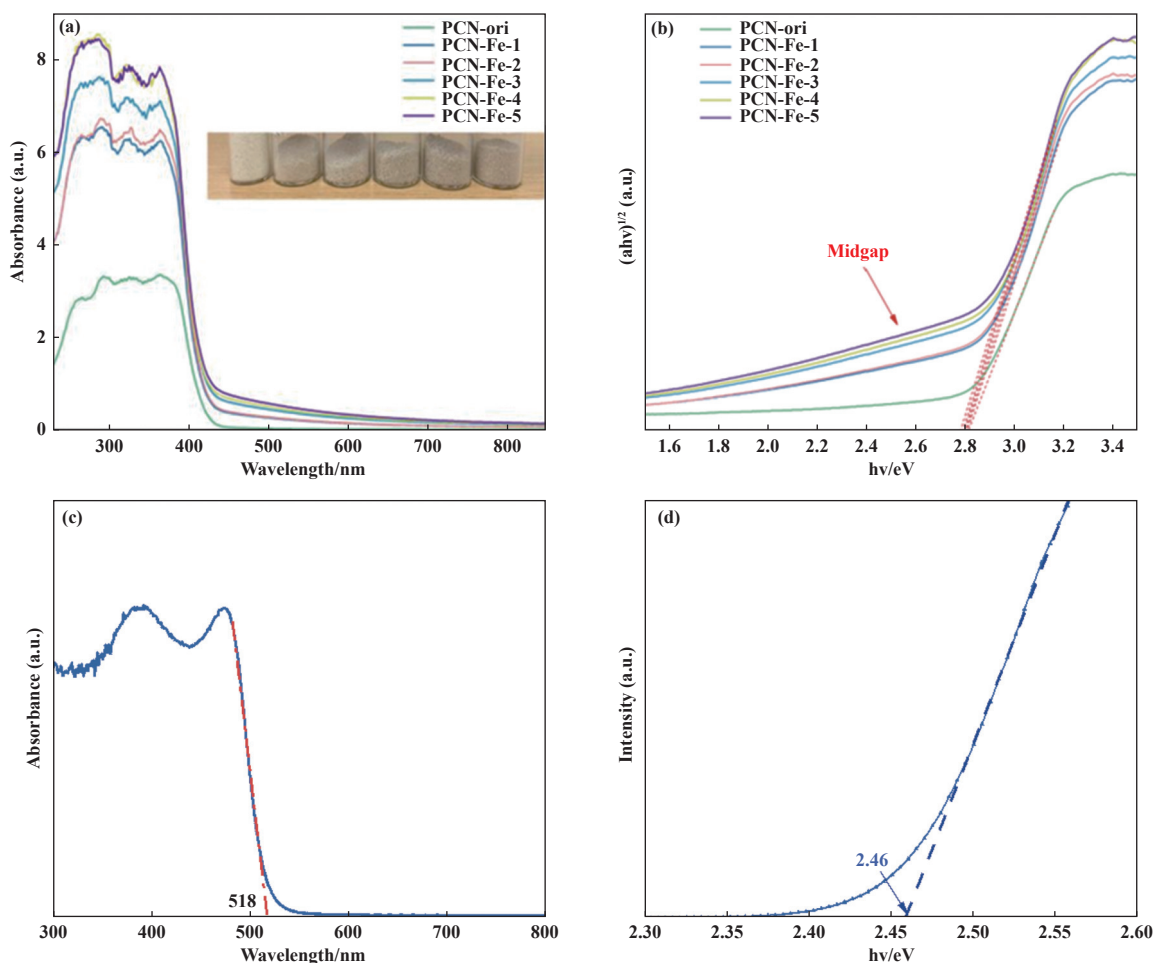 (a)
PCN-ori
PCN-Fe-1
PCN-Fe-2
PCN-Fe-3
PCN-Fe-4
PCN-Fe-5
8
6
4
2
0
Absorbance (a.u.)
300 400 500 600 700 800
Wavelength/nm
(b)
PCN-ori
PCN-Fe-1
PCN-Fe-2
PCN-Fe-3
PCN-Fe-4
PCN-Fe-5
Midgap
(ahv)1/2 (a.u.)
1.6 2.0 2.2 2.4 2.6 2.8 3.0 3.2 3.4
hv/eV
(c)
Absorbance (a.u.)
518
300 400 500 600 700 800
Wavelength/nm
(d)
Intensity (a.u.)
2.46
2.30 2.40 2.45 2.50 2.55 2.60
hv/eV